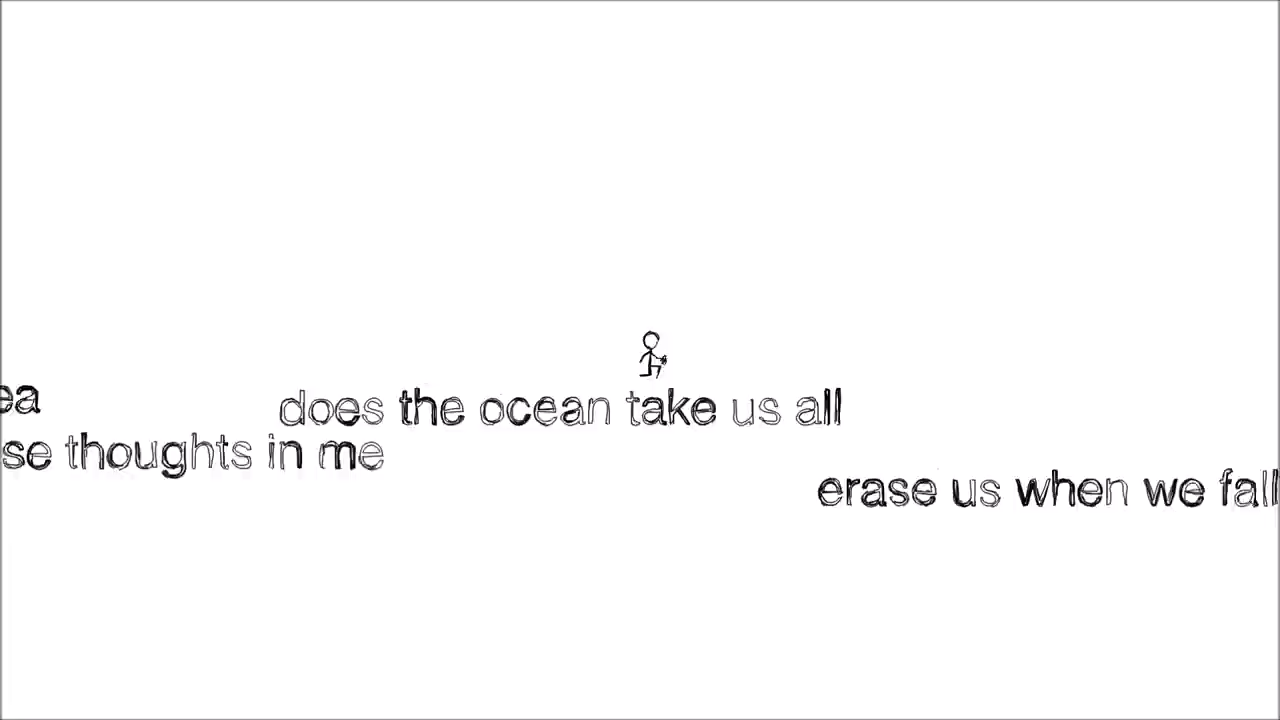 ea
does the ocean take us all
se thoughts in me
erase us when we fall